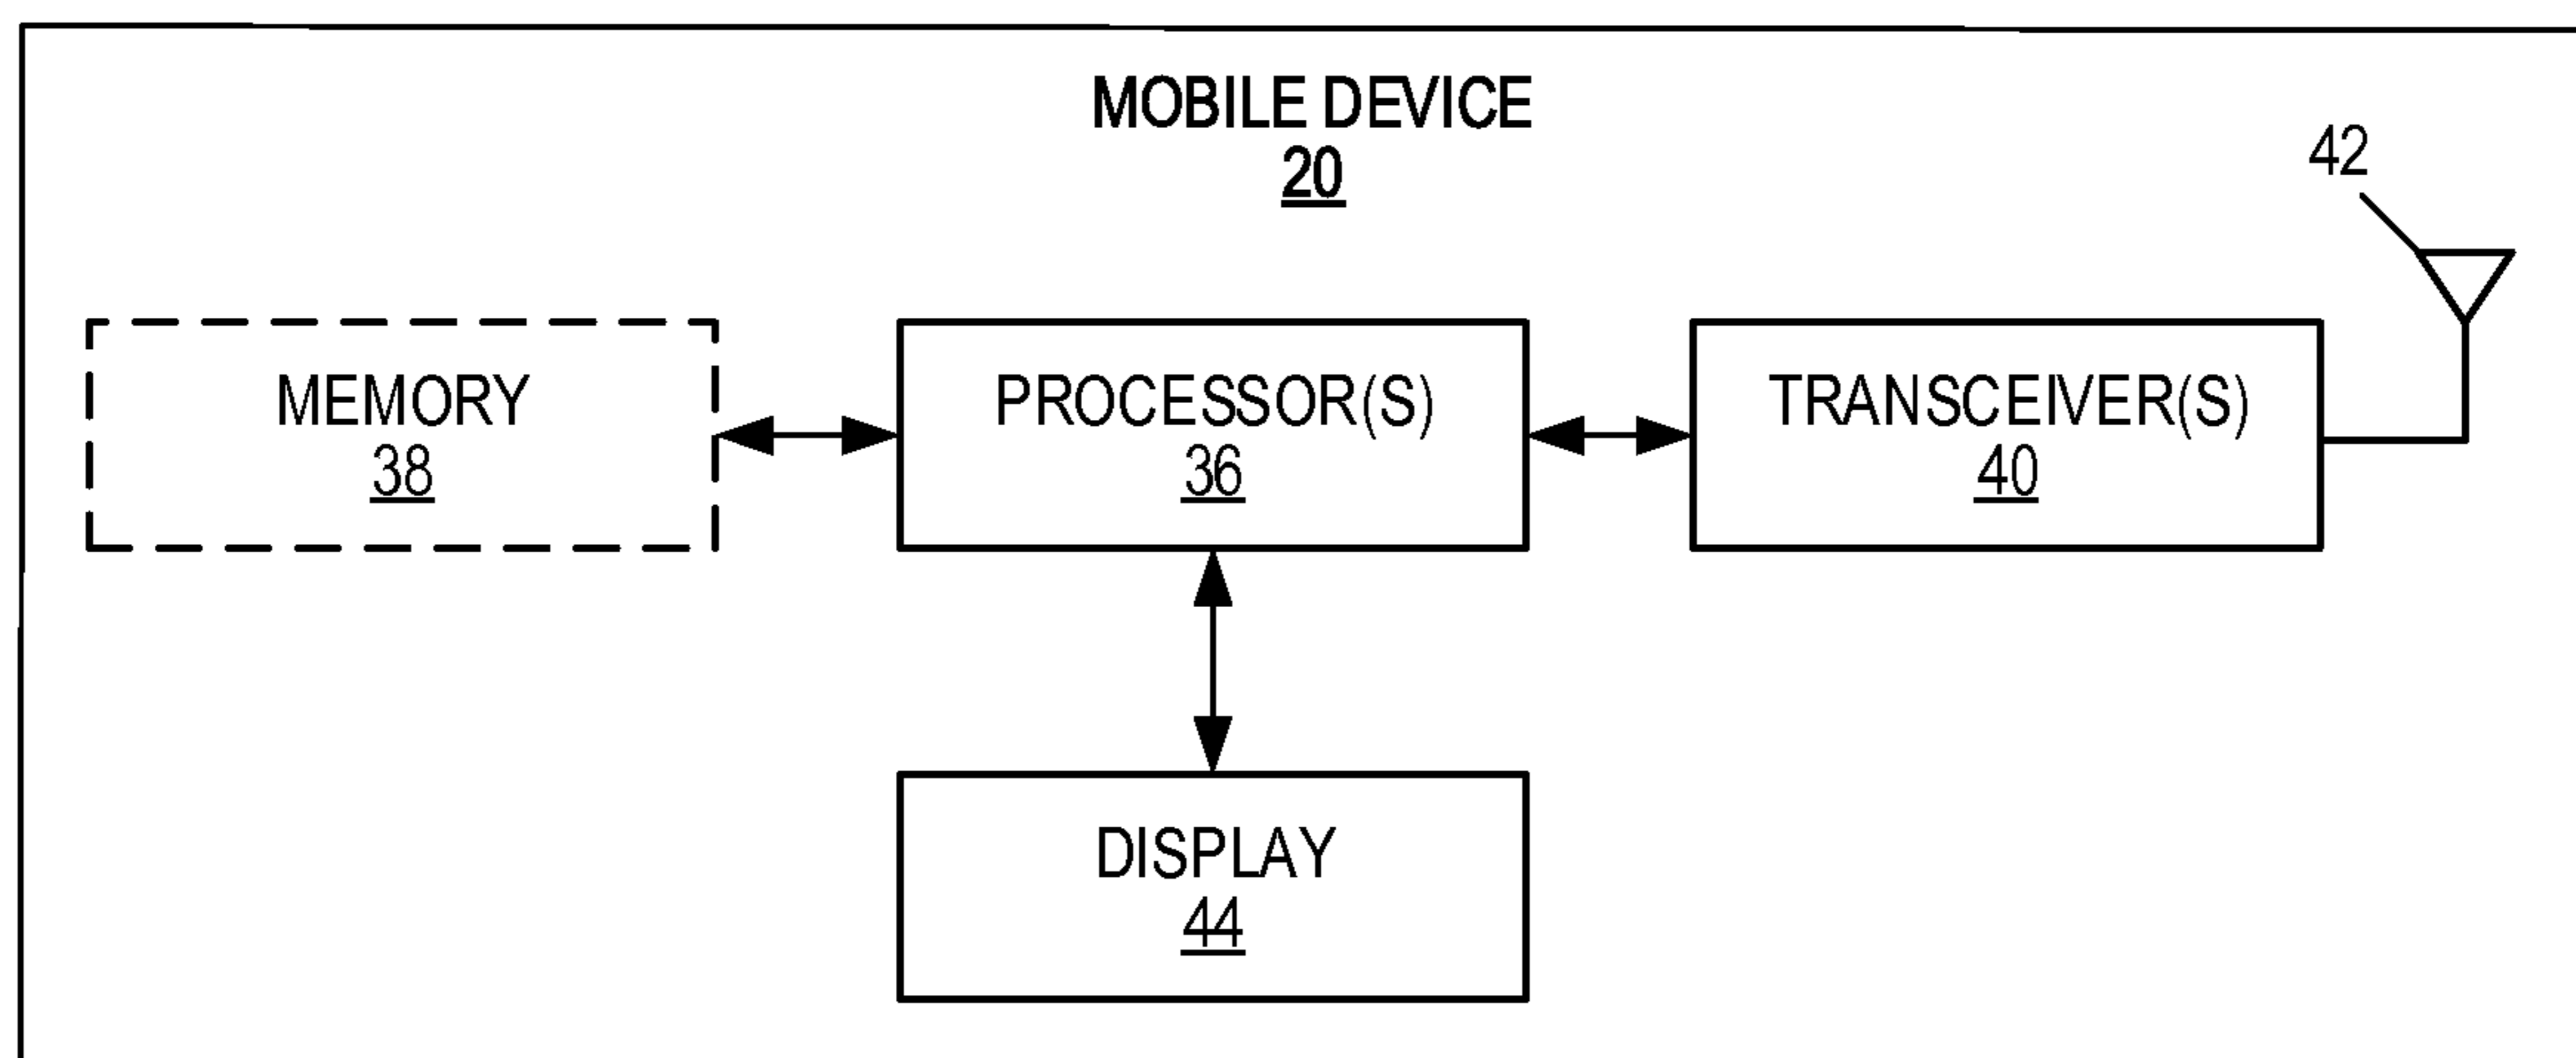 MOBILE DEVICE
20
42
MEMORY
38
PROCESSOR(S)
36
TRANSCEIVER(S)
40
DISPLAY
44